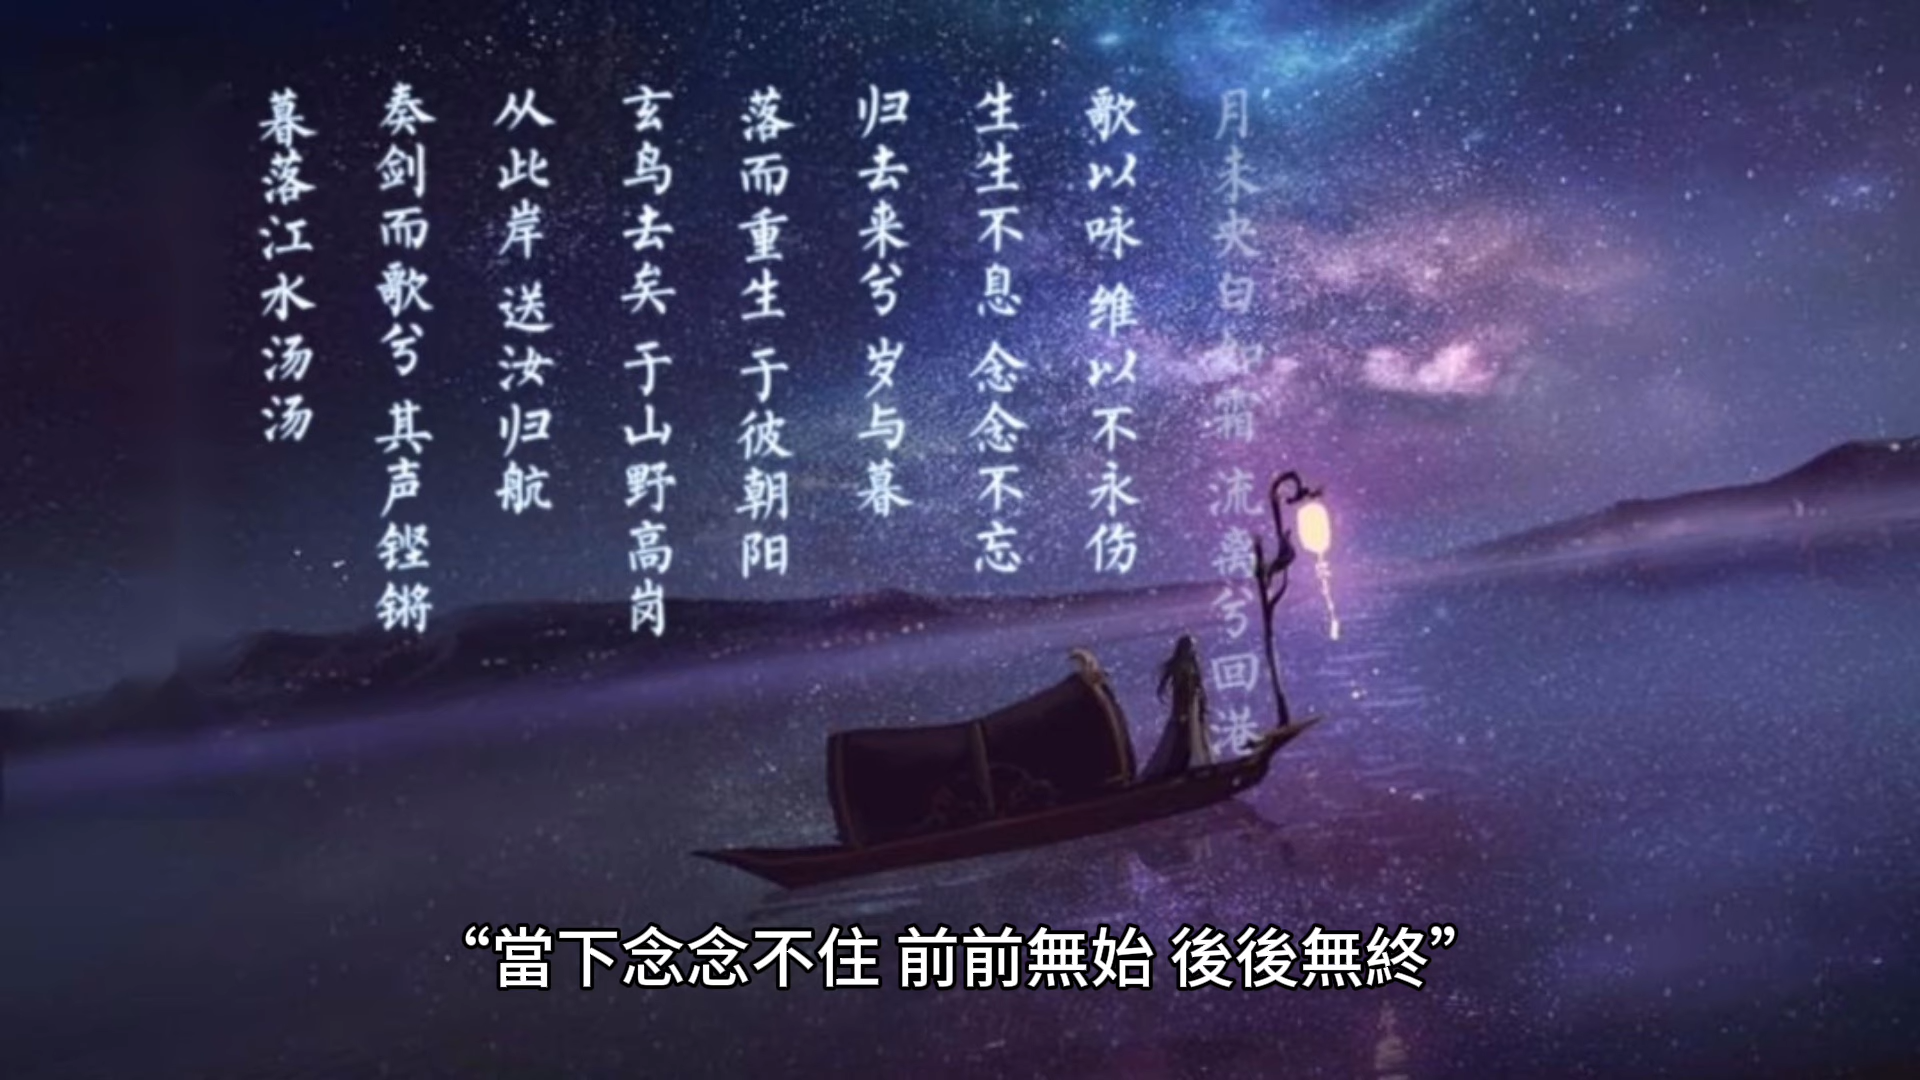 暮落江水汤汤
奏剑而歌兮 其声铿锵
从此岸 送汝归航
玄鸟去矣 于山野高岗
落而重生 于彼朝阳
归去来兮 岁与暮
生生不息 念念不忘
歌以咏 维以不永伤
月未央白如霜 流离兮回港
“當下念念不住 前前無始 後後無終”